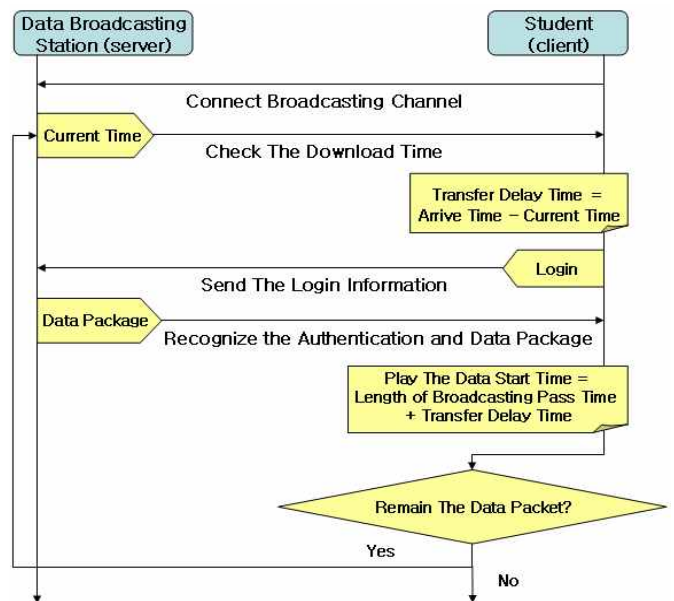 Data Broadcasting
Station (server)
Student
(client)
Connect Broadcasting Channel
Current Time
Check The Download Time
Transfer Delay Time =
Arrive Time - Current Time
Login
Send The Login Information
Data Package
Recognize the Authentication and Data Package
Play The Data Start Time =
Length of Broadcasting Pass Time
+ Transfer Delay Time
Remain The Data Packet?
Yes
No